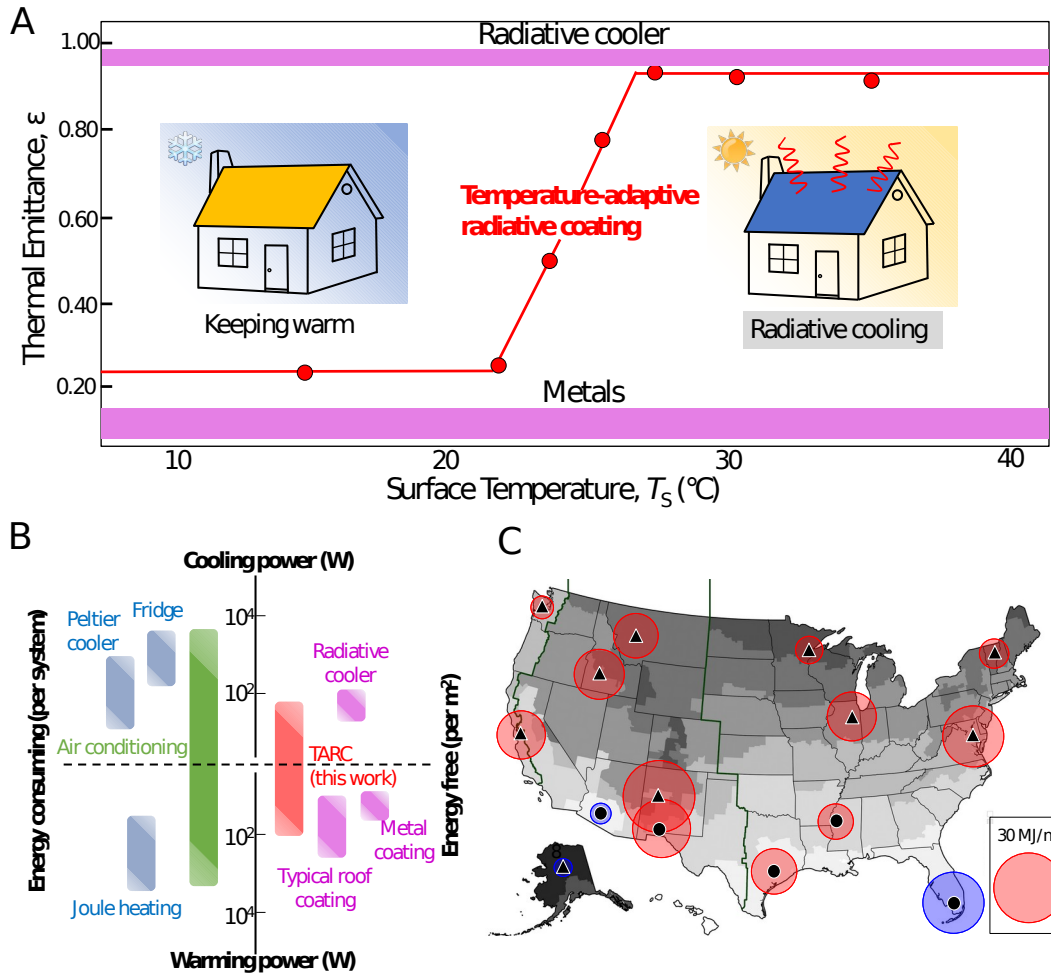 A
1.00
0.80
0.60
0.40
0.20
Thermal Emittance, ε
Radiative cooler
Temperature-adaptive
radiative coating
Keeping warm
Radiative cooling
Metals
10
20
30
40
Surface Temperature, TS (°C)
B
Cooling power (W)
Energy consuming (per system)
Peltier
cooler
Fridge
10⁴
10²
Radiative
cooler
Air conditioning
TARC
(this work)
10²
Metal
coating
Typical roof
coating
Joule heating
10⁴
Warming power (W)
Energy free (per m²)
C
8
30 MJ/m